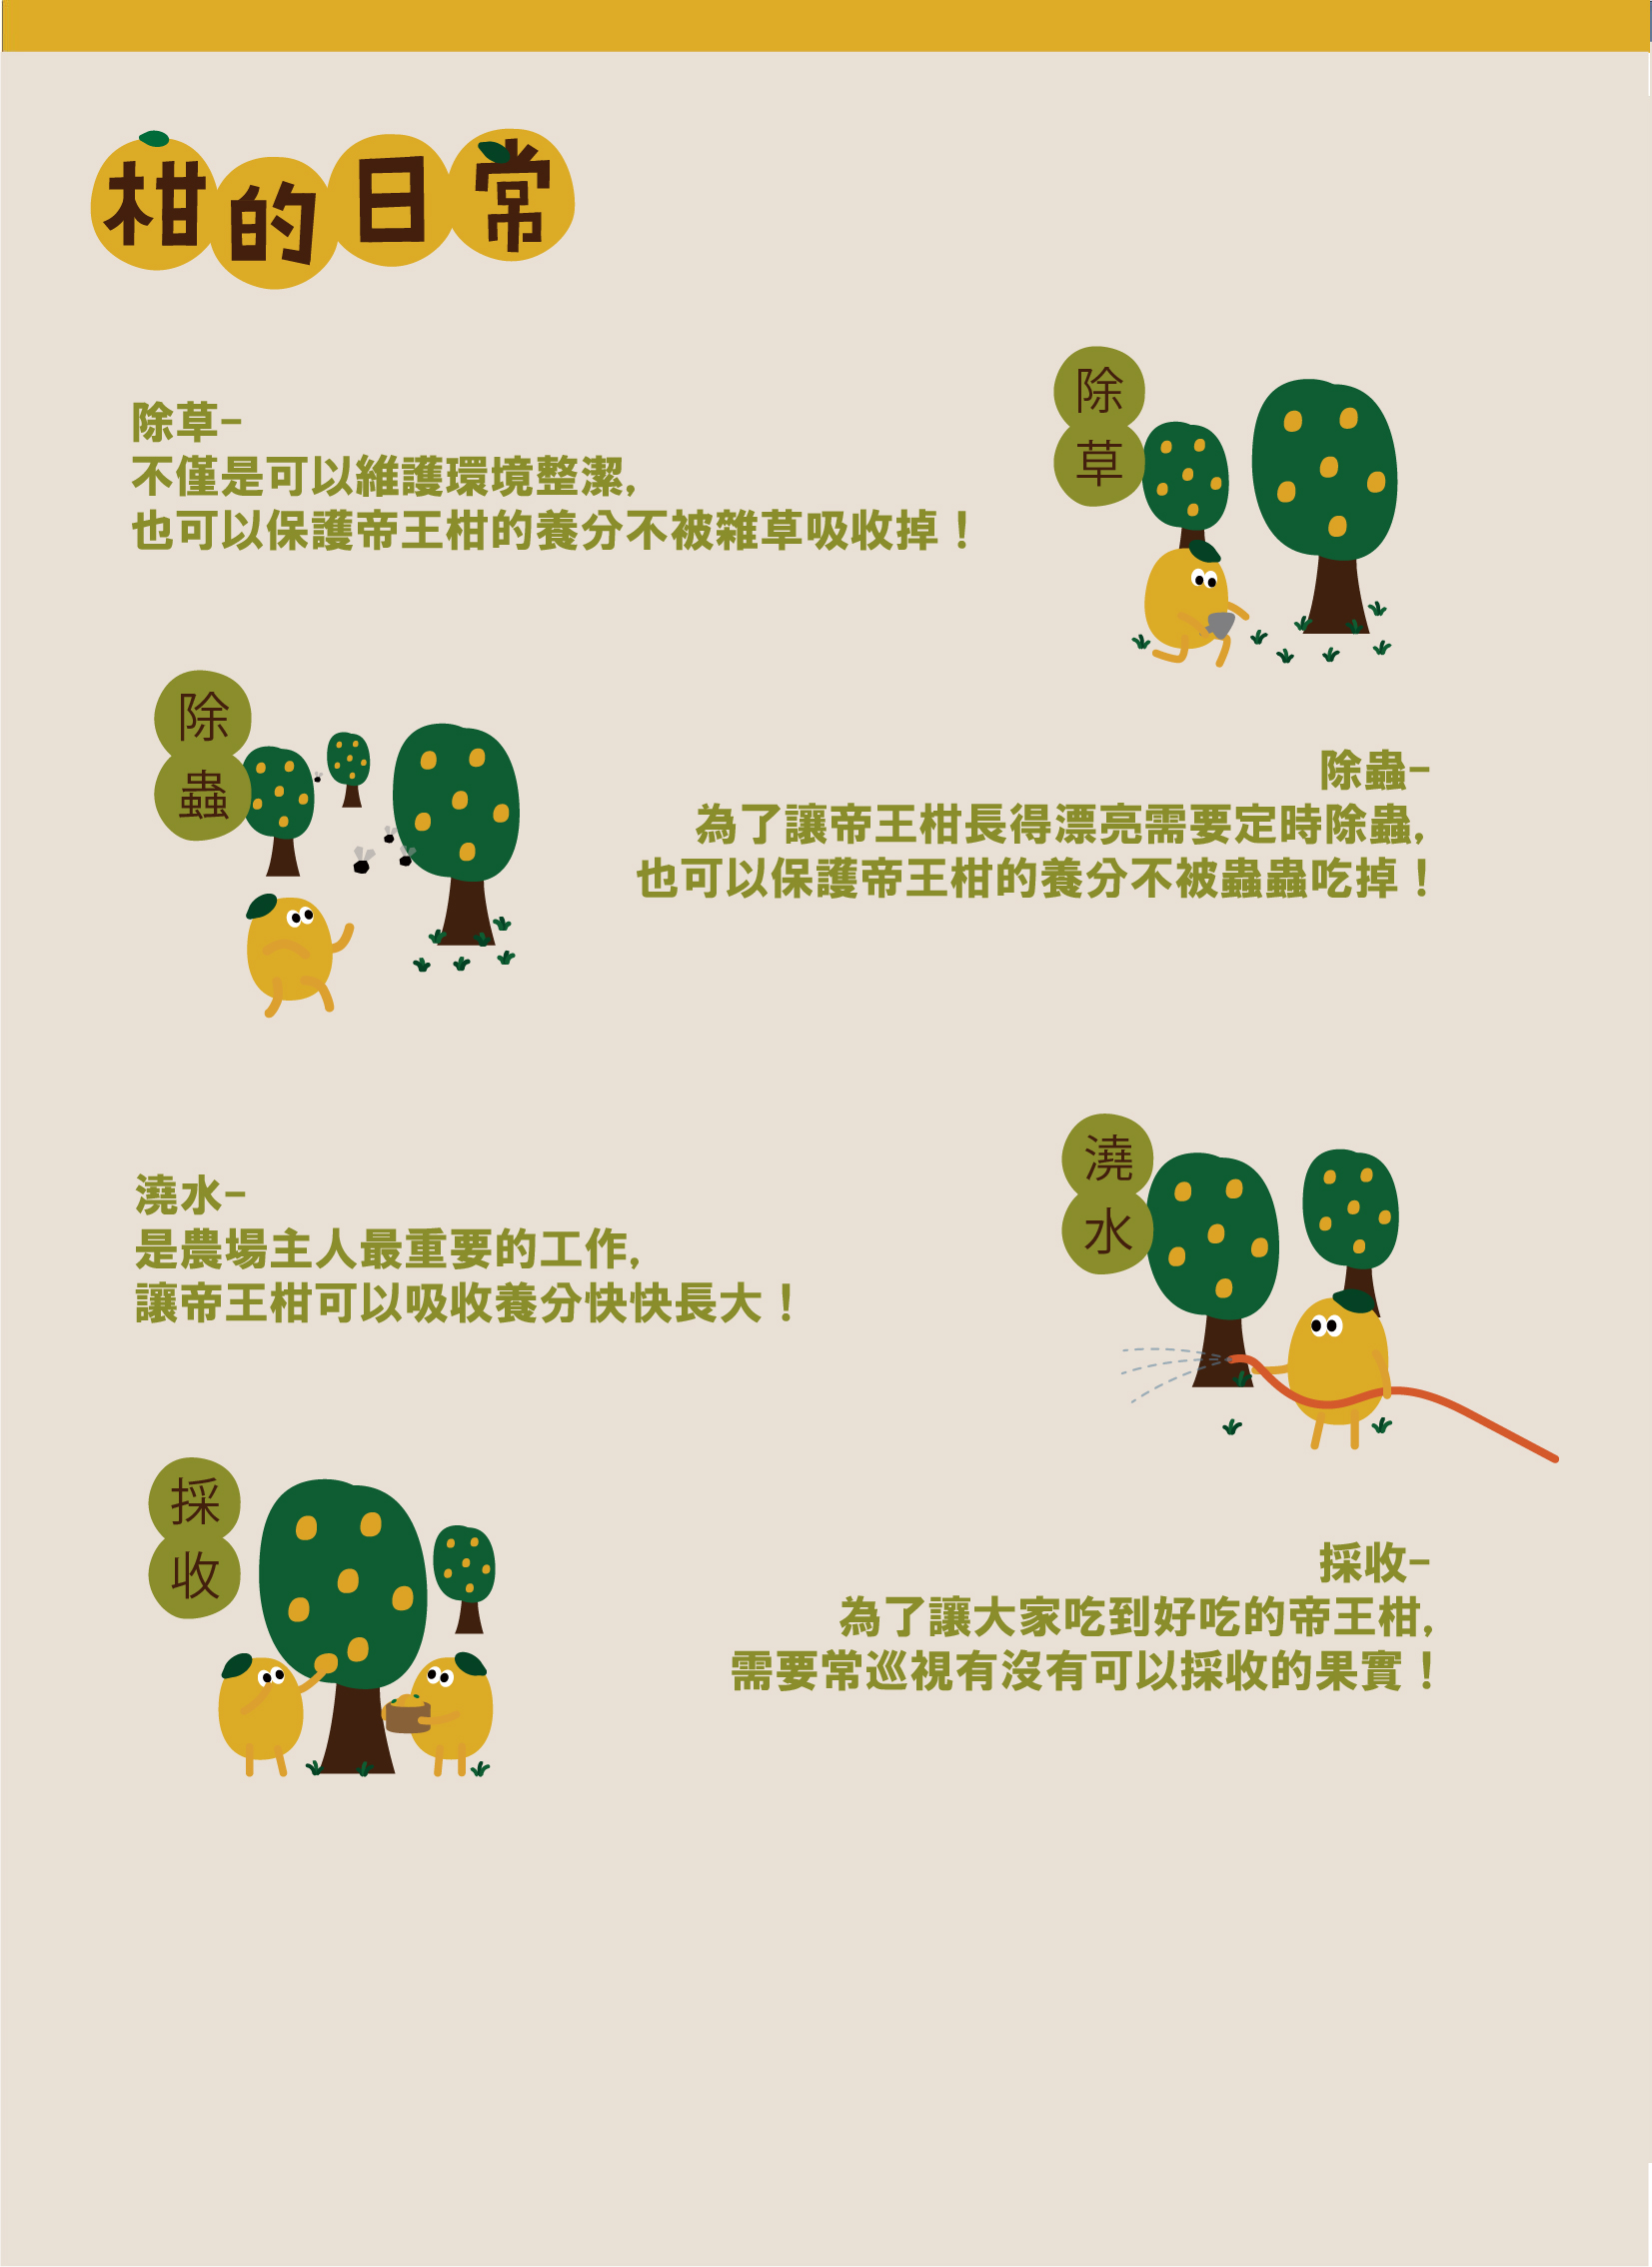 柑的日常
除草
除草-
不僅是可以維護環境整潔,
也可以保護帝王柑的養分不被雜草吸收掉！
除蟲
除蟲-
為了讓帝王柑長得漂亮需要定時除蟲,
也可以保護帝王柑的養分不被蟲蟲吃掉！
澆水
澆水-
是農場主人最重要的工作,
讓帝王柑可以吸收養分快快長大！
採收
採收-
為了讓大家吃到好吃的帝王柑,
需要常巡視有沒有可以採收的果實！